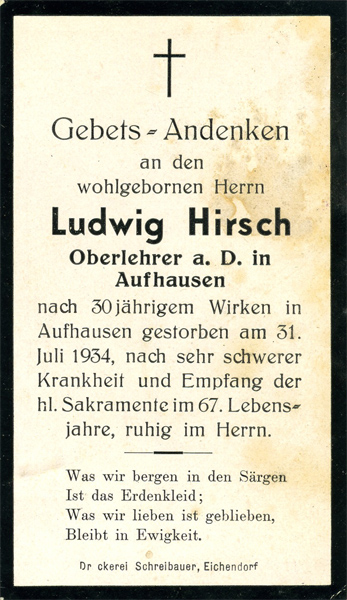 Gebets-Andenken
an den
wohlgebornen Herrn
Ludwig Hirsch
Oberlehrer a. D. in
Aufhausen
nach 30jährigem Wirken in
Aufhausen gestorben am 31.
Juli 1934, nach sehr schwerer
Krankheit und Empfang der
hl. Sakramente im 67. Lebens-
jahre, ruhig im Herrn.
Was wir bergen in den Särgen
Ist das Erdenkleid;
Was wir lieben ist geblieben,
Bleibt in Ewigkeit.
Dr ckerei Schreibauer, Eichendorf